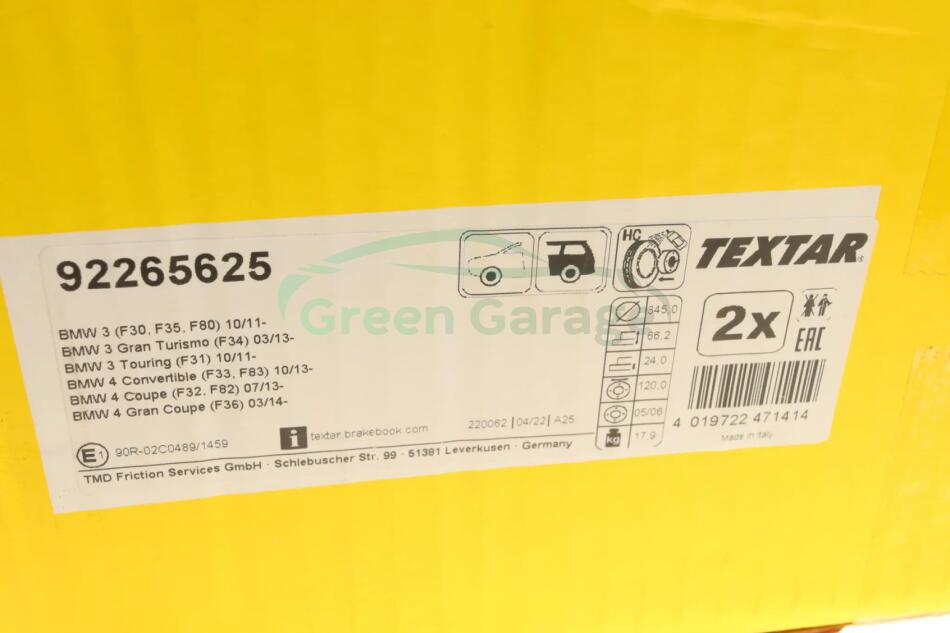 92265625
HC
TEXTAR®
Green Garage
BMW 3 (F30, F35, F80) 10/11-
BMW 3 Gran Turismo (F34) 03/13-
BMW 3 Touring (F31) 10/11-
BMW 4 Convertible (F33, F83) 10/13-
BMW 4 Coupe (F32, F82) 07/13-
BMW 4 Gran Coupe (F36) 03/14-
345,0
66,2
24,0
120,0
05/06
kg 17,9
2x
EAC
4 019722 471414
Made in Italy
E1 90R-02C0489/1459
i textar.brakebook.com
220062 | 04/22 | A25
TMD Friction Services GmbH · Schlebuscher Str. 99 · 51381 Leverkusen · Germany